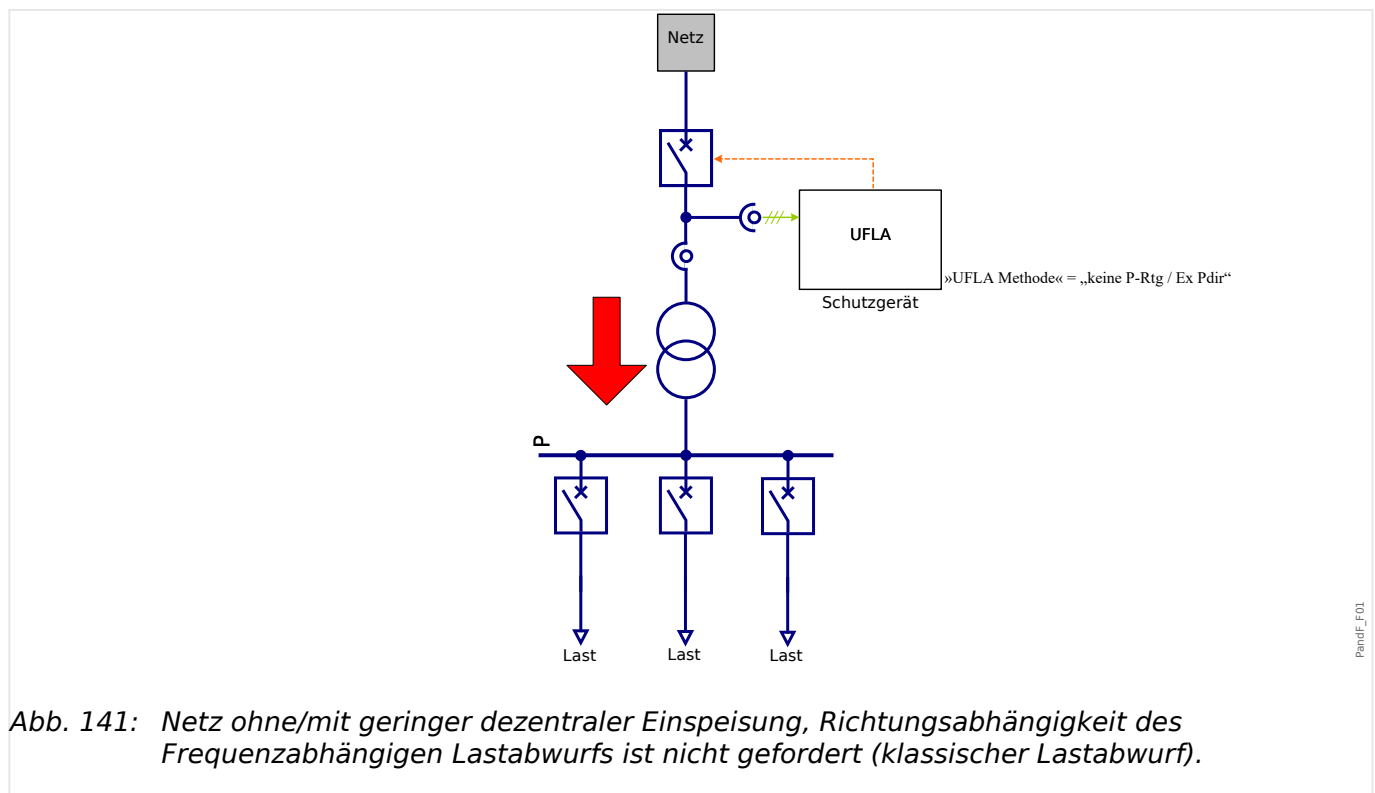 Netz
UFLA
»UFLA Methode« = „keine P-Rtg / Ex Pdir“
Schutzgerät
P
Last
Last
Last
PandF_F01
Abb. 141: Netz ohne/mit geringer dezentraler Einspeisung, Richtungsabhängigkeit des
Frequenzabhängigen Lastabwurfs ist nicht gefordert (klassischer Lastabwurf).